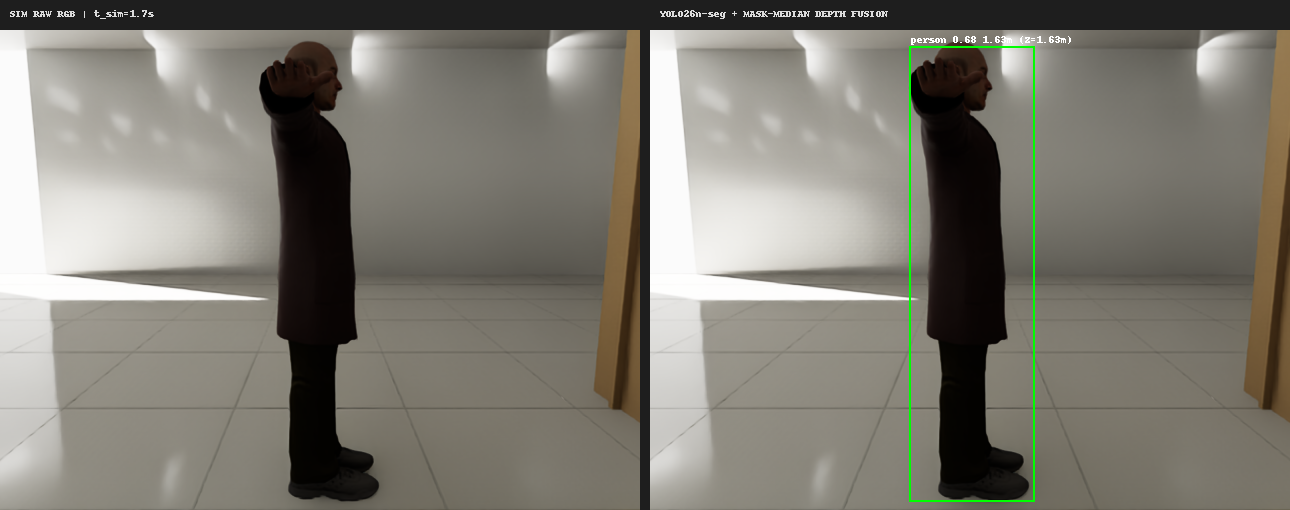 SIM RAW RGB | t_sim=1.7s
YOLO26n-seg + MASK-MEDIAN DEPTH FUSION
person 0.68 1.63m (z=1.63m)